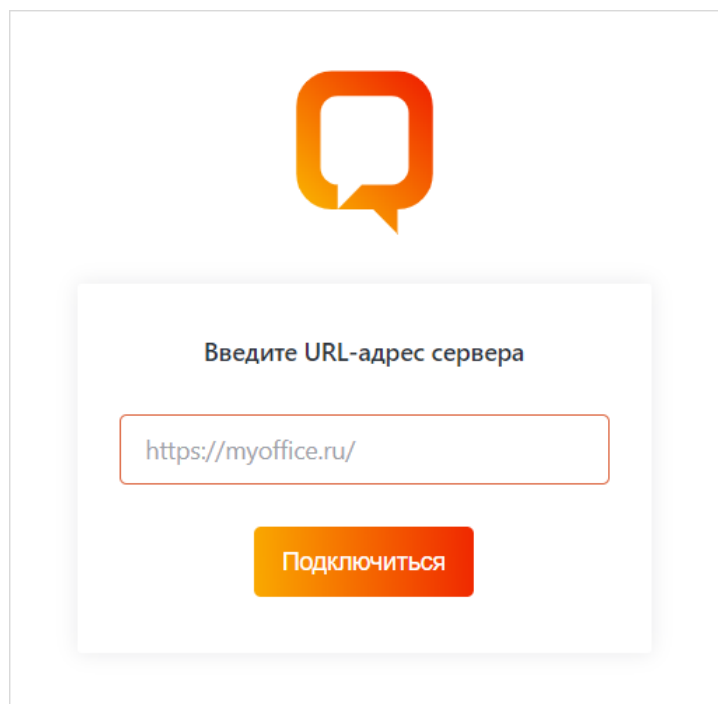 Введите URL-адрес сервера
https://myoffice.ru/
Подключиться